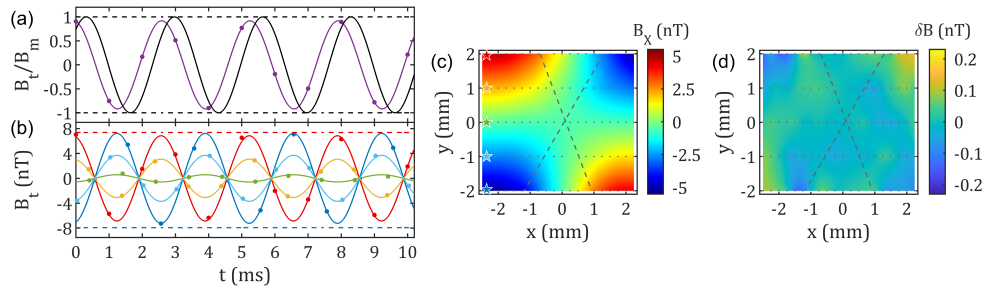 (a)
B_t/B_m
1
0.5
0
-0.5
-1
(b)
B_t (nT)
8
4
0
-4
-8
0 1 2 3 4 5 6 7 8 9 10
t (ms)
(c)
B_X (nT)
y (mm)
2
1
0
-1
-2
-2 -1 0 1 2
x (mm)
5
2.5
0
-2.5
-5
(d)
δB (nT)
y (mm)
2
1
0
-1
-2
-2 -1 0 1 2
x (mm)
0.2
0.1
0
-0.1
-0.2